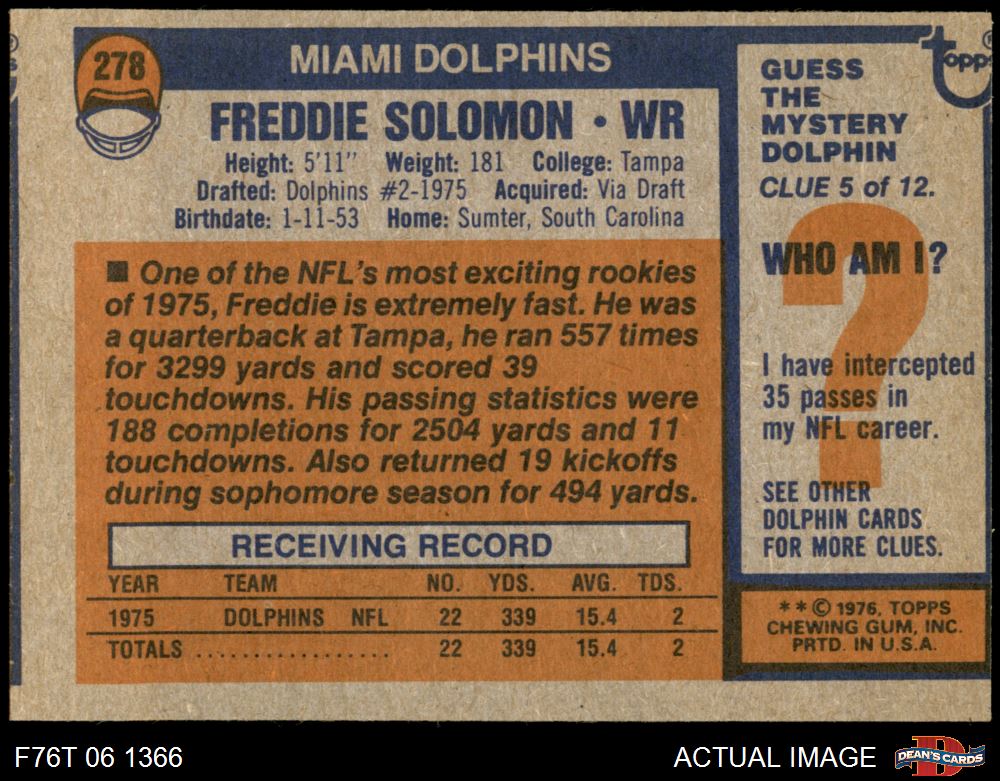 278
MIAMI DOLPHINS
FREDDIE SOLOMON • WR
Height: 5'11" Weight: 181 College: Tampa
Drafted: Dolphins #2-1975 Acquired: Via Draft
Birthdate: 1-11-53 Home: Sumter, South Carolina
■ One of the NFL's most exciting rookies
of 1975, Freddie is extremely fast. He was
a quarterback at Tampa, he ran 557 times
for 3299 yards and scored 39
touchdowns. His passing statistics were
188 completions for 2504 yards and 11
touchdowns. Also returned 19 kickoffs
during sophomore season for 494 yards.
RECEIVING RECORD
YEAR TEAM NO. YDS. AVG. TDS.
1975 DOLPHINS NFL 22 339 15.4 2
TOTALS ................. 22 339 15.4 2
topps
®
GUESS
THE
MYSTERY
DOLPHIN
CLUE 5 of 12.
?
WHO AM I?
I have intercepted
35 passes in
my NFL career.
SEE OTHER
DOLPHIN CARDS
FOR MORE CLUES.
* * © 1976, TOPPS
CHEWING GUM, INC.
PRTD. IN U.S.A.
F76T 06 1366
ACTUAL IMAGE
D
DEAN'S CARDS